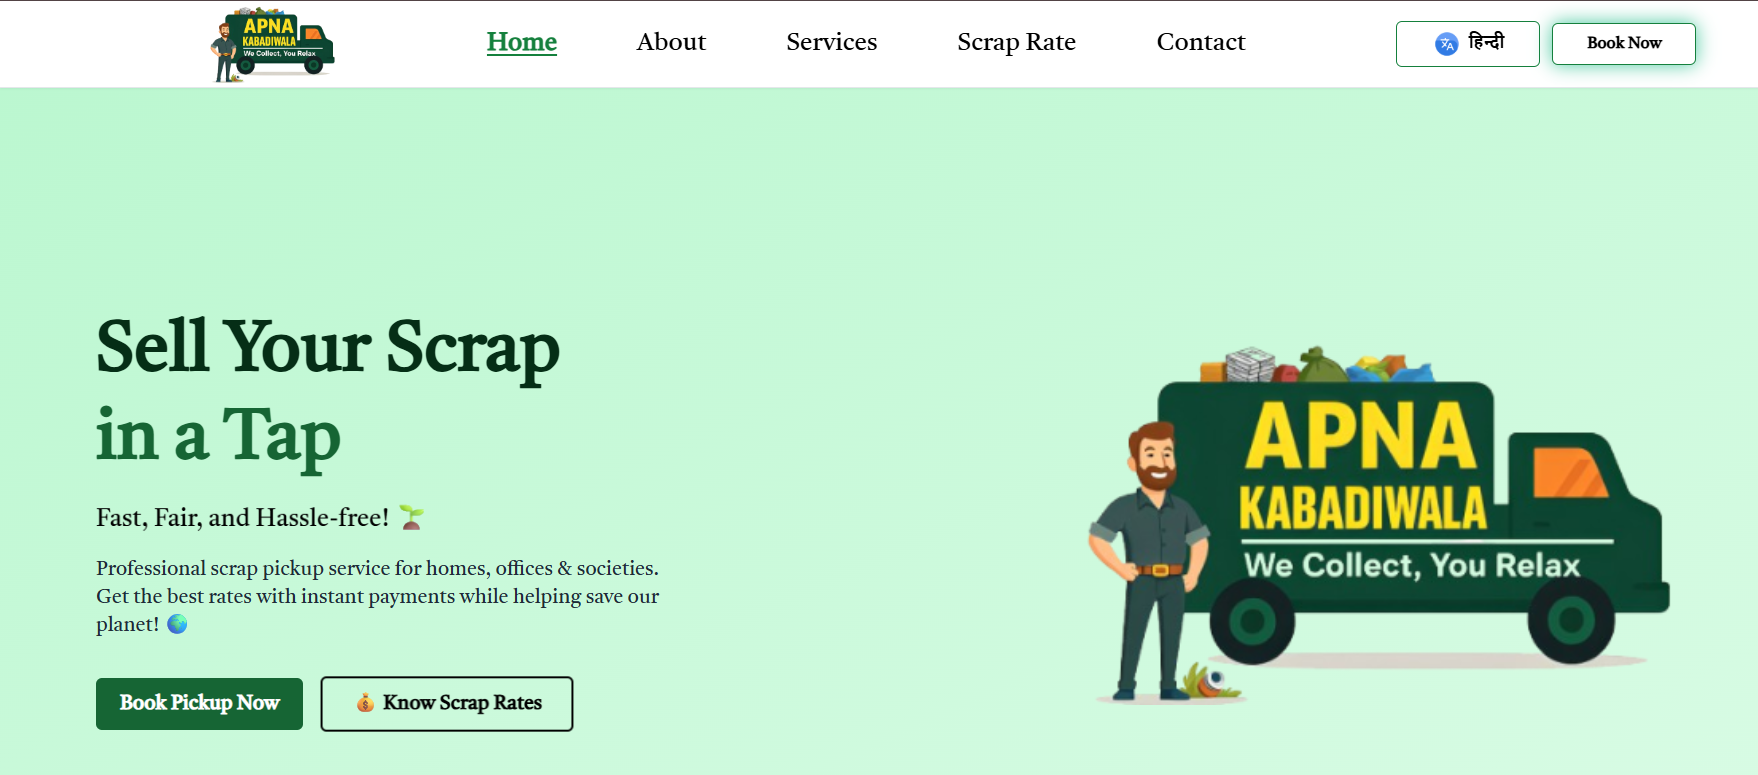 APNA
KABADIWALA
We Collect, You Relax
Home
About
Services
Scrap Rate
Contact
हिन्दी
Book Now
Sell Your Scrap
in a Tap
Fast, Fair, and Hassle-free! 🌱
Professional scrap pickup service for homes, offices & societies.
Get the best rates with instant payments while helping save our
planet! 🌍
Book Pickup Now
💰 Know Scrap Rates
APNA
KABADIWALA
We Collect, You Relax